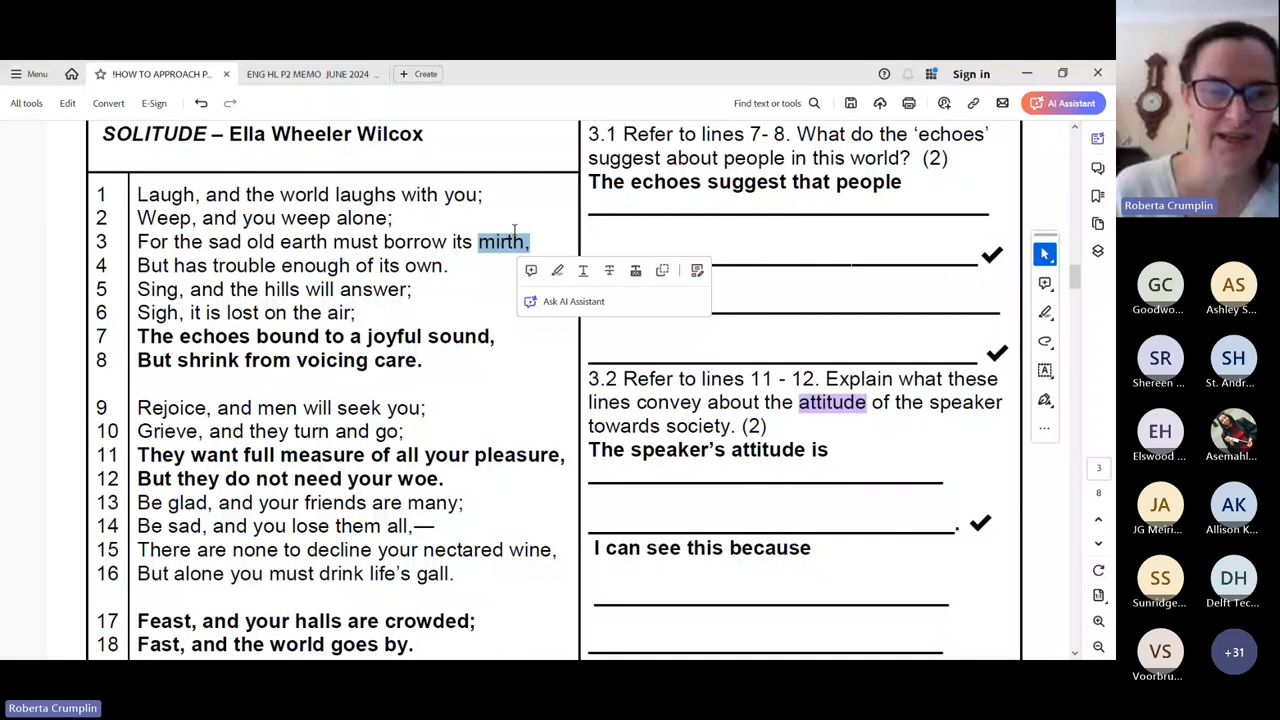 Menu
!HOW TO APPROACH P...
ENG HL P2 MEMO JUNE 2024 ...
Create
Sign in
All tools
Edit
Convert
E-Sign
Find text or tools
AI Assistant
SOLITUDE – Ella Wheeler Wilcox
1 Laugh, and the world laughs with you;
2 Weep, and you weep alone;
3 For the sad old earth must borrow its mirth,
4 But has trouble enough of its own.
5 Sing, and the hills will answer;
6 Sigh, it is lost on the air;
7 The echoes bound to a joyful sound,
8 But shrink from voicing care.
9 Rejoice, and men will seek you;
10 Grieve, and they turn and go;
11 They want full measure of all your pleasure,
12 But they do not need your woe.
13 Be glad, and your friends are many;
14 Be sad, and you lose them all,—
15 There are none to decline your nectared wine,
16 But alone you must drink life’s gall.
17 Feast, and your halls are crowded;
18 Fast, and the world goes by.
Ask AI Assistant
3.1 Refer to lines 7- 8. What do the ‘echoes’
suggest about people in this world? (2)
The echoes suggest that people
3.2 Refer to lines 11 - 12. Explain what these
lines convey about the attitude of the speaker
towards society. (2)
The speaker’s attitude is
.
I can see this because
3
8
Roberta Crumplin
GC
Goodwo...
AS
Ashley S...
SR
Shereen ...
SH
St. Andr...
EH
Elswood ...
Asemahl...
JA
JG Meiri...
AK
Allison K...
SS
Sunridge...
DH
Delft Tec...
VS
Voorbru...
+31
Roberta Crumplin